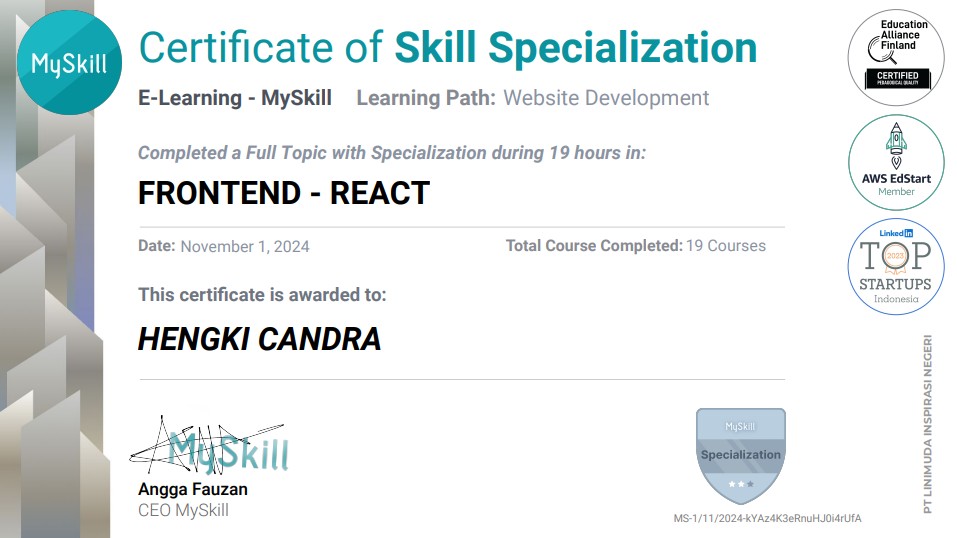 MySkill
Certificate of Skill Specialization
E-Learning - MySkill Learning Path: Website Development
Completed a Full Topic with Specialization during 19 hours in:
FRONTEND - REACT
Date: November 1, 2024 Total Course Completed: 19 Courses
This certificate is awarded to:
HENGKI CANDRA
MySkill
Angga Fauzan
CEO MySkill
MySkill
Specialization
MS-1/11/2024-kYAz4K3eRnuHJ0i4rUfA
Education
Alliance
Finland
CERTIFIED
PEDAGOGICAL QUALITY
AWS EdStart
Member
LinkedIn
TOP
2023
STARTUPS
Indonesia
PT LINIMUDA INSPIRASI NEGERI